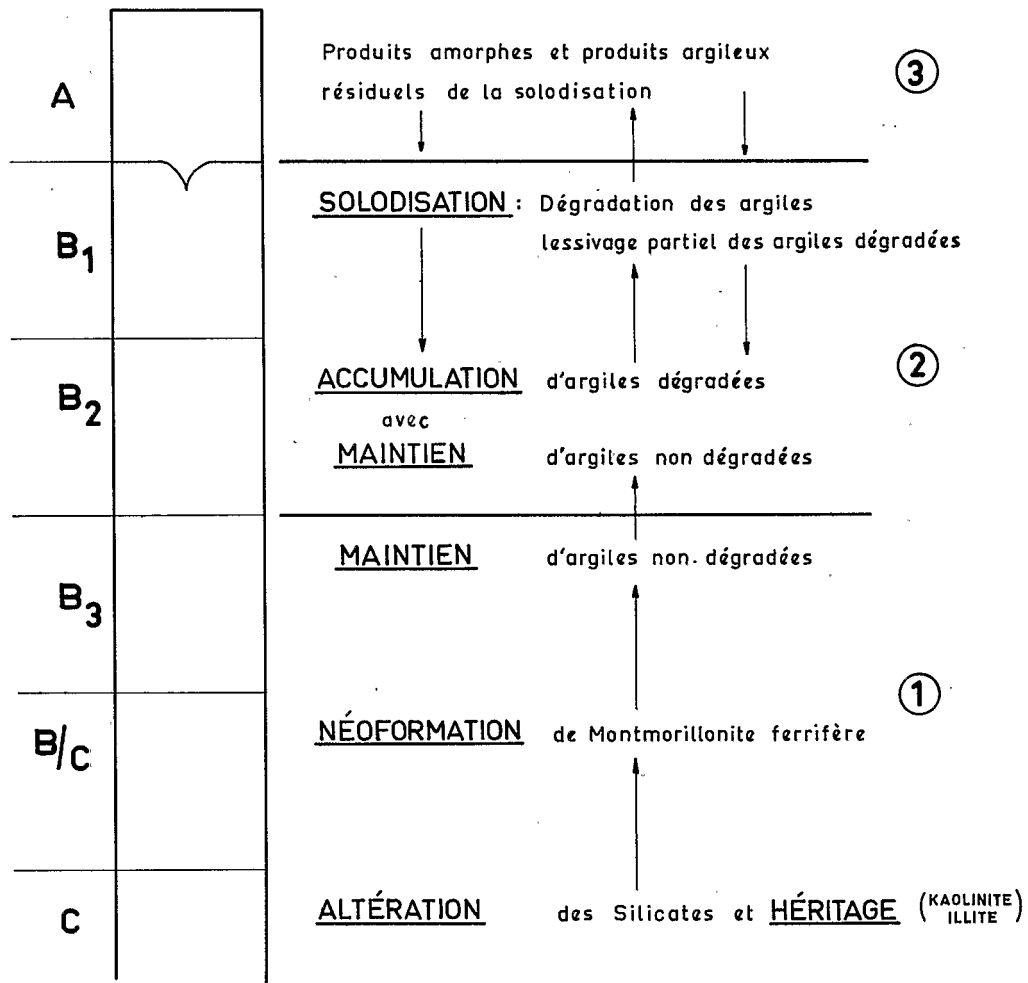 Produits amorphes et produits argileux
résiduels de la solodisation
A
③
SOLODISATION : Dégradation des argiles
lessivage partiel des argiles dégradées
B1
ACCUMULATION d'argiles dégradées
②
B2
avec
MAINTIEN d'argiles non dégradées
MAINTIEN d'argiles non-dégradées
B3
①
NÉOFORMATION de Montmorillonite ferrifère
B/C
ALTÉRATION des Silicates et HÉRITAGE (KAOLINITE
ILLITE)
C